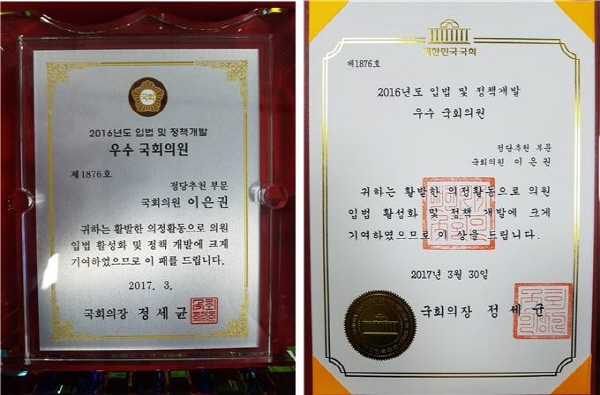 국회
2016년도 입법 및 정책개발
우수 국회의원
제1876호
정당추천 부문
국회의원 이은권
귀하는 활발한 의정활동으로 의원
입법 활성화 및 정책 개발에 크게
기여하였으므로 이 패를 드립니다.
2017. 3.
국회의장 정세균
대한민국국회
제1876호
2016년도 입법 및 정책개발
우수 국회의원
정당추천 부문
국회의원 이은권
귀하는 활발한 의정활동으로 의원
입법 활성화 및 정책 개발에 크게
기여하였으므로 이 상을 드립니다.
2017년 3월 30일
국회의장 정세균